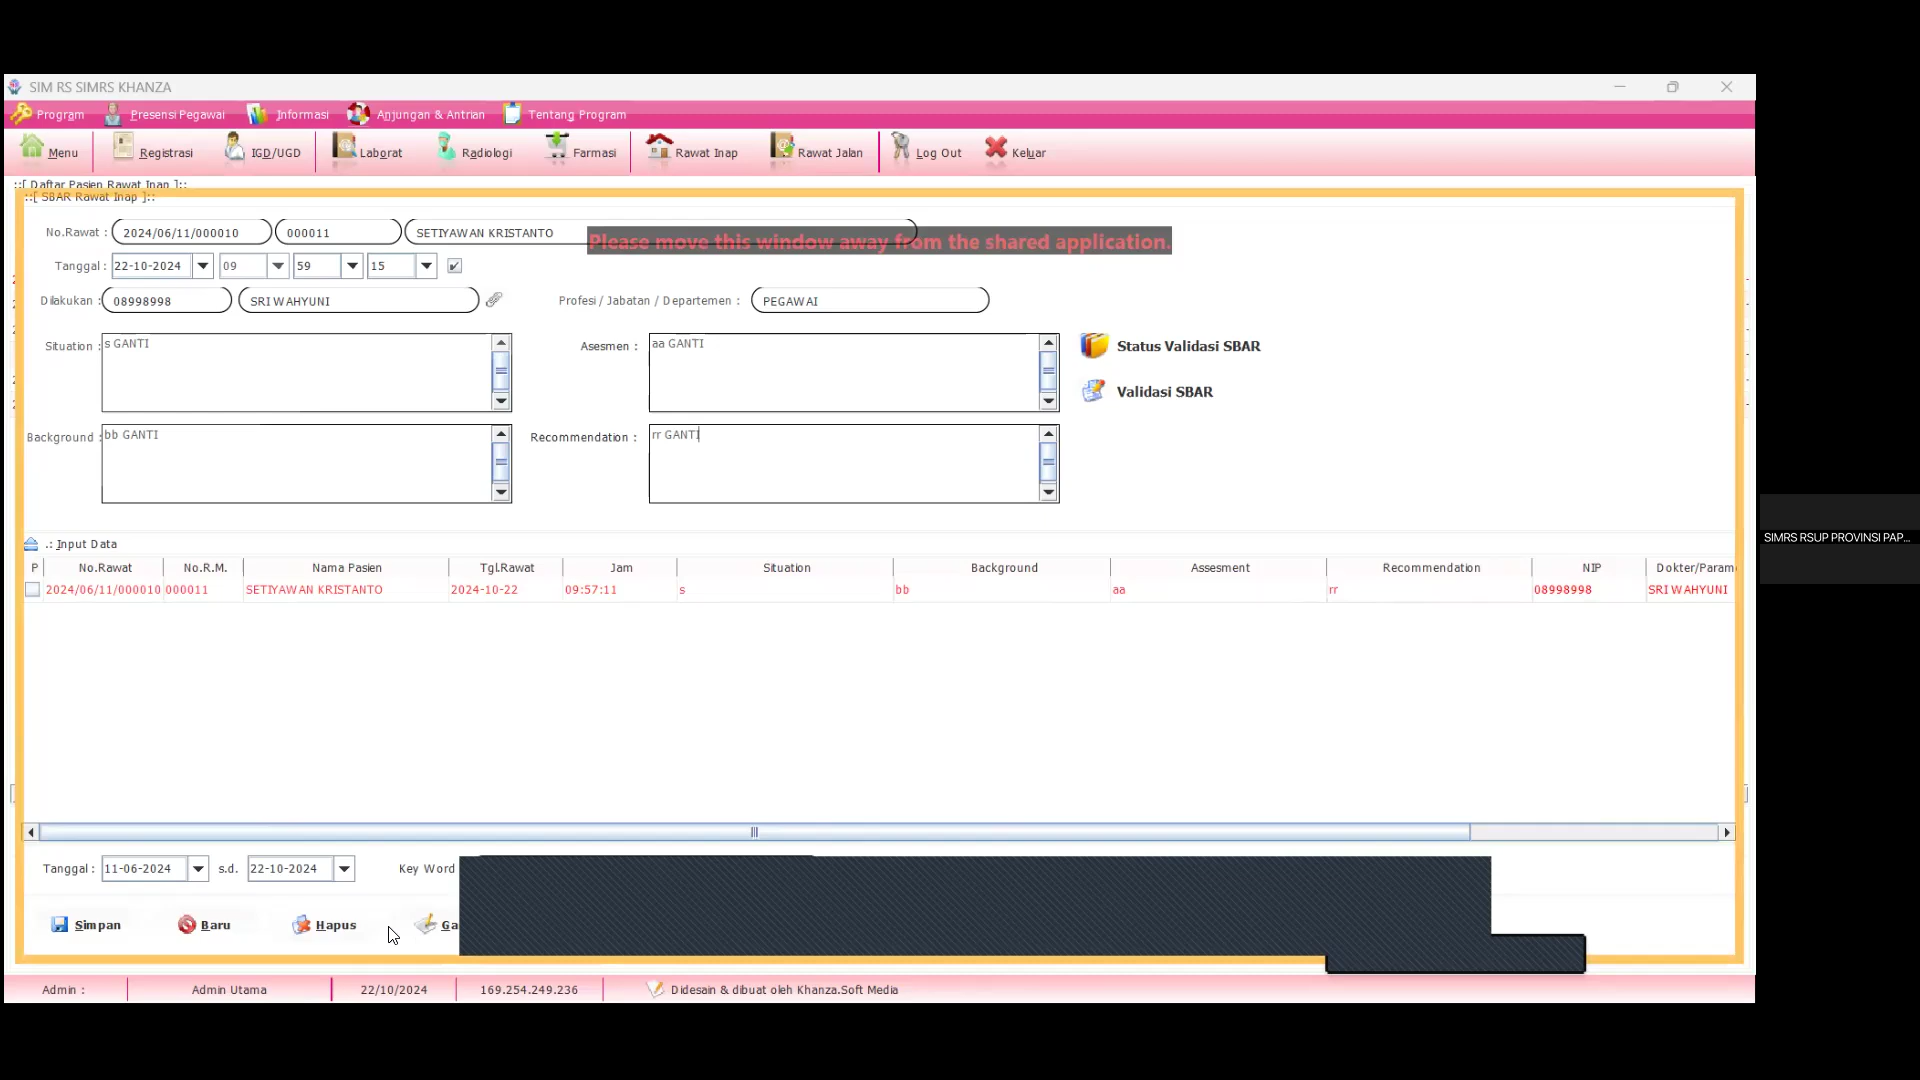 SIM RS SIMRS KHANZA
Program Presensi Pegawai Informasi Anjungan & Antrian Tentang Program
Menu Registrasi IGD/UGD Laborat Radiologi Farmasi Rawat Inap Rawat Jalan Log Out Keluar
::[ Daftar Pasien Rawat Inap ]::
::[ SBAR Rawat Inap ]::
No.Rawat : 2024/06/11/000010 000011 SETIYAWAN KRISTANTO
Please move this window away from the shared application.
Tanggal : 22-10-2024 09 59 15
Dilakukan : 08998998 SRI WAHYUNI Profesi / Jabatan / Departemen : PEGAWAI
Situation : s GANTI Asesmen : aa GANTI Status Validasi SBAR
Validasi SBAR
Background : bb GANTI Recommendation : rr GANTI
SIMRS RSUP PROVINSI PAP...
.: Input Data
P No.Rawat No.R.M. Nama Pasien Tgl.Rawat Jam Situation Background Assesment Recommendation NIP Dokter/Param
2024/06/11/000010 000011 SETIYAWAN KRISTANTO 2024-10-22 09:57:11 s bb aa rr 08998998 SRI WAHYUNI
Tanggal : 11-06-2024 s.d. 22-10-2024 Key Word
Simpan Baru Hapus Ga
Admin : Admin Utama 22/10/2024 169.254.249.236 Didesain & dibuat oleh Khanza.Soft Media